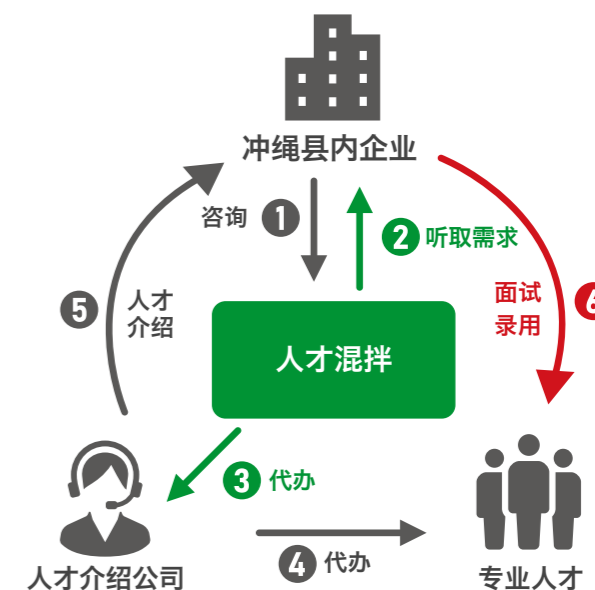 冲绳县内企业
咨询 1
2 听取需求
5 人才
介绍
面试
录用
6
人才混拌
3 代办
4 代办
人才介绍公司
专业人才